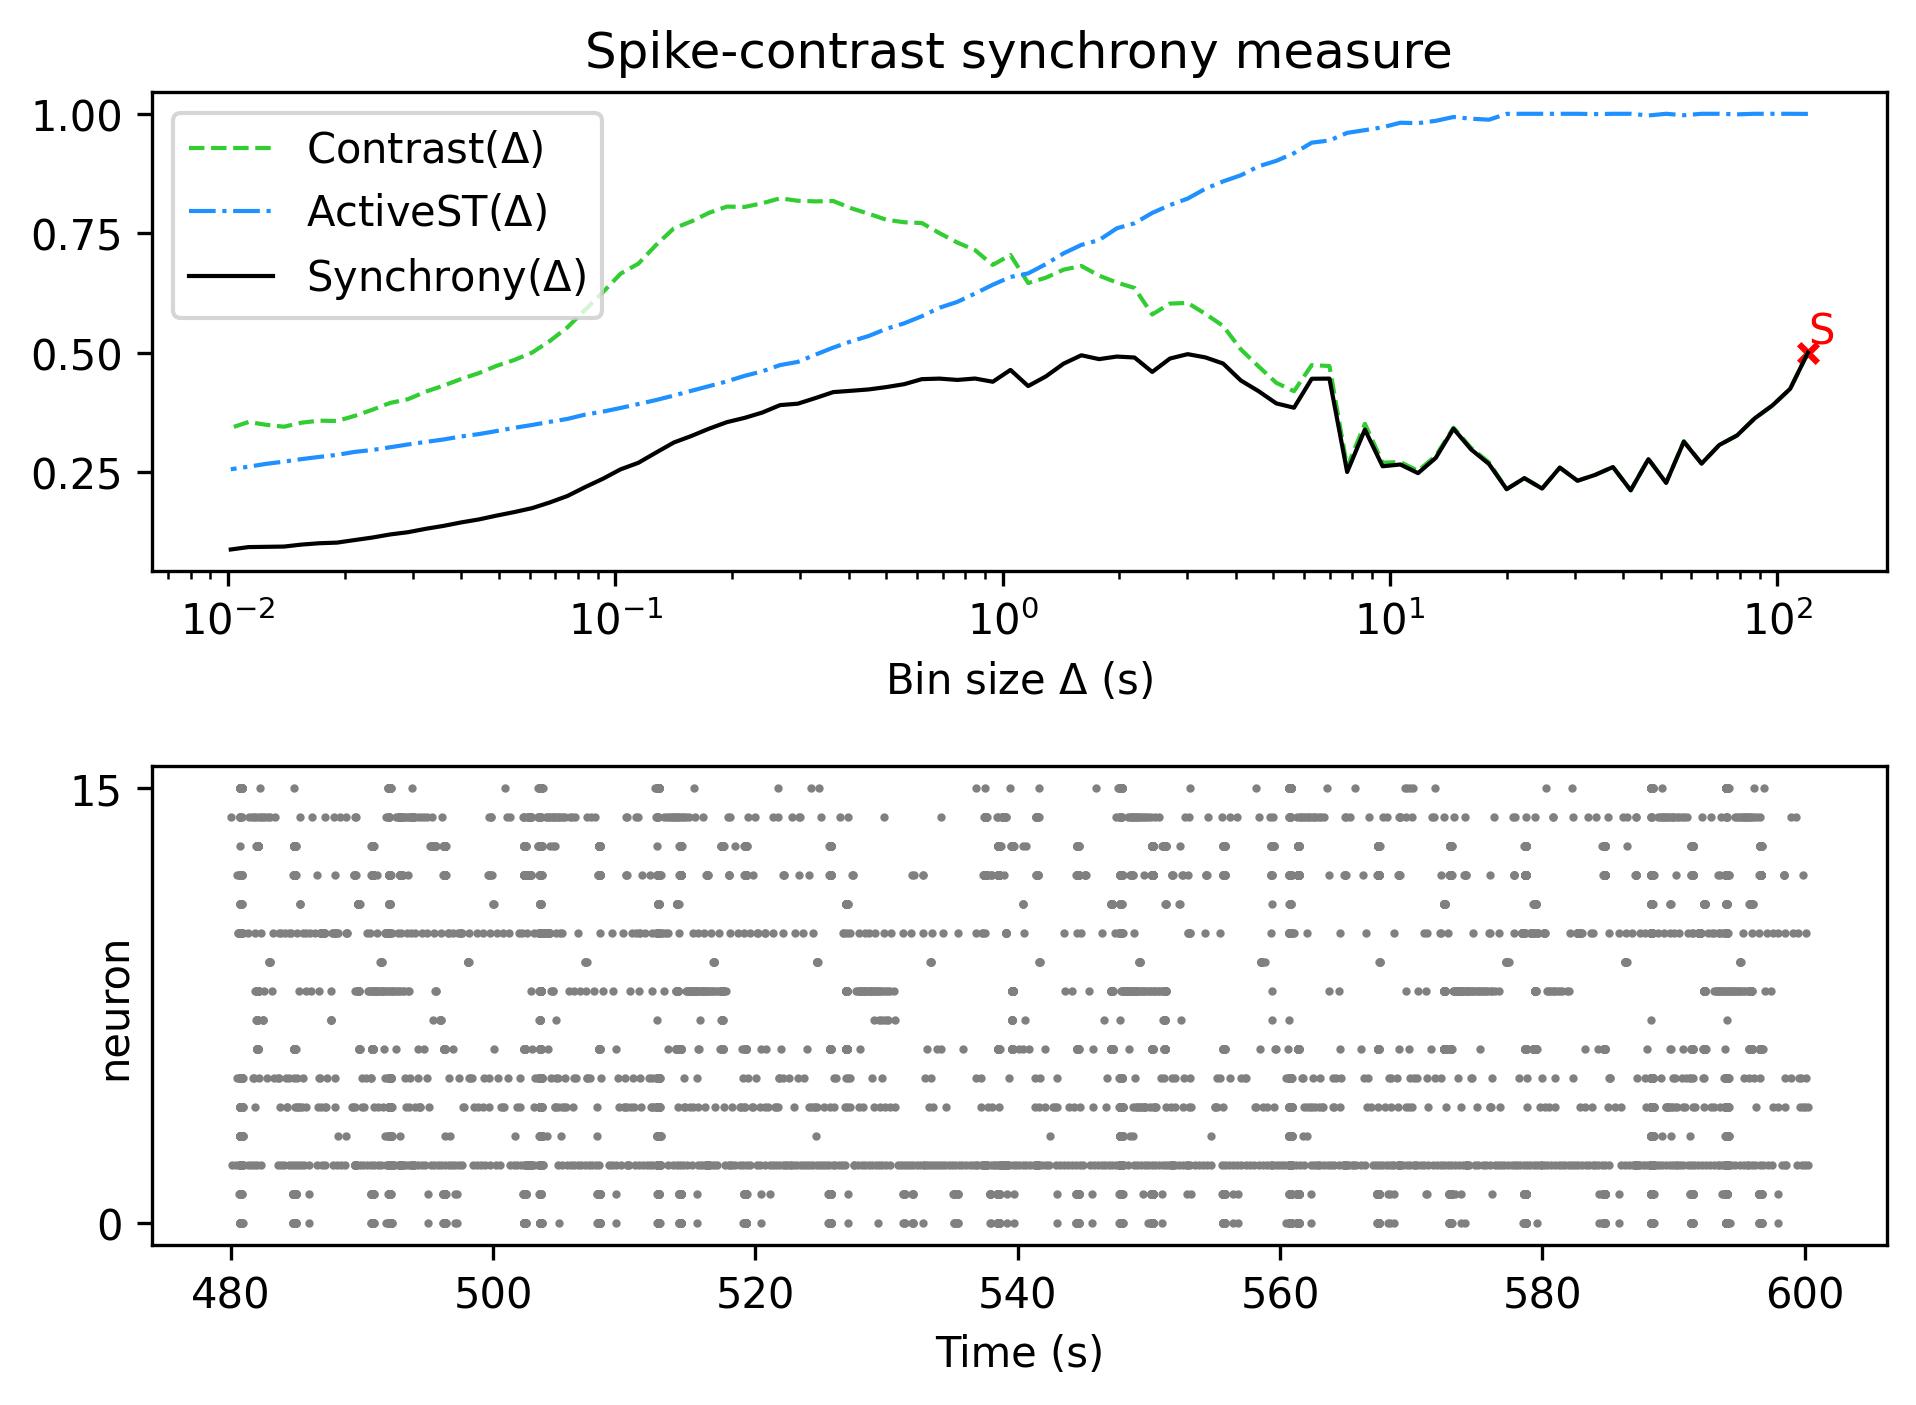 Spike-contrast synchrony measure
1.00
0.75
0.50
0.25
Contrast(Δ)
ActiveST(Δ)
Synchrony(Δ)
S
10⁻² 10⁻¹ 10⁰ 10¹ 10²
Bin size Δ (s)
15
0
neuron
480 500 520 540 560 580 600
Time (s)